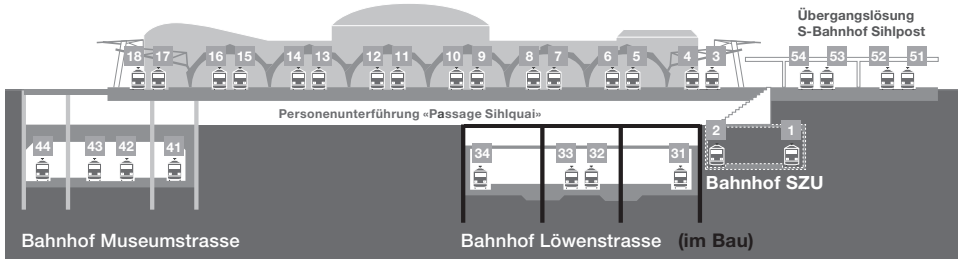 Übergangslösung
S-Bahnhof Sihlpost
18 17 16 15 14 13 12 11 10 9 8 7 6 5 4 3 54 53 52 51
Personenunterführung «Passage Sihlquai»
2 1
44 43 42 41 34 33 32 31
Bahnhof SZU
Bahnhof Museumstrasse Bahnhof Löwenstrasse (im Bau)